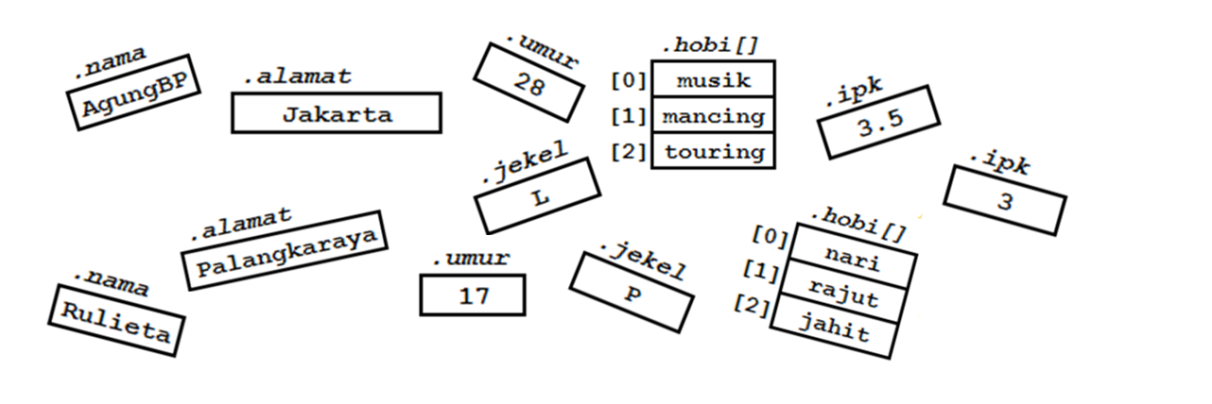 .nama
AgungBP
.alamat
Jakarta
.umur
28
.hobi[]
[0] musik
[1] mancing
[2] touring
.ipk
3.5
.jekel
L
.ipk
3
.nama
Rulieta
.alamat
Palangkaraya
.umur
17
.jekel
P
.hobi[]
[0] nari
[1] rajut
[2] jahit